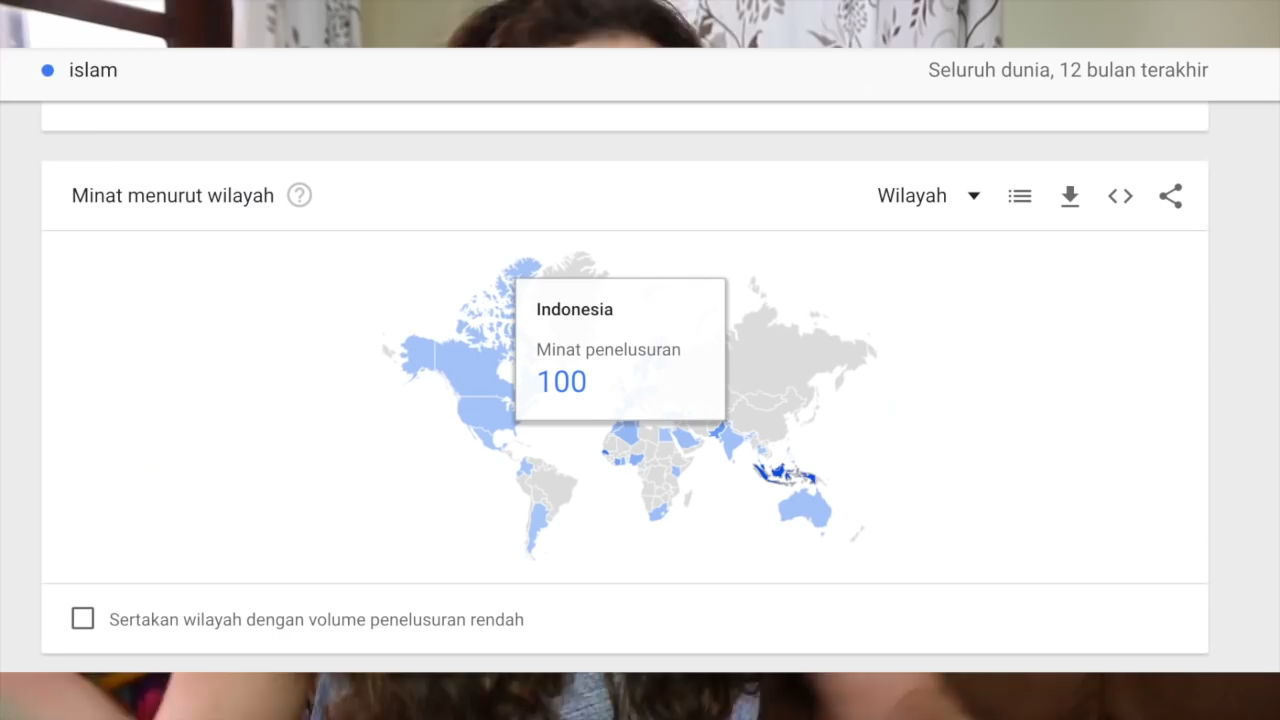 islam
Seluruh dunia, 12 bulan terakhir
Minat menurut wilayah
Wilayah
Indonesia
Minat penelusuran
100
Sertakan wilayah dengan volume penelusuran rendah